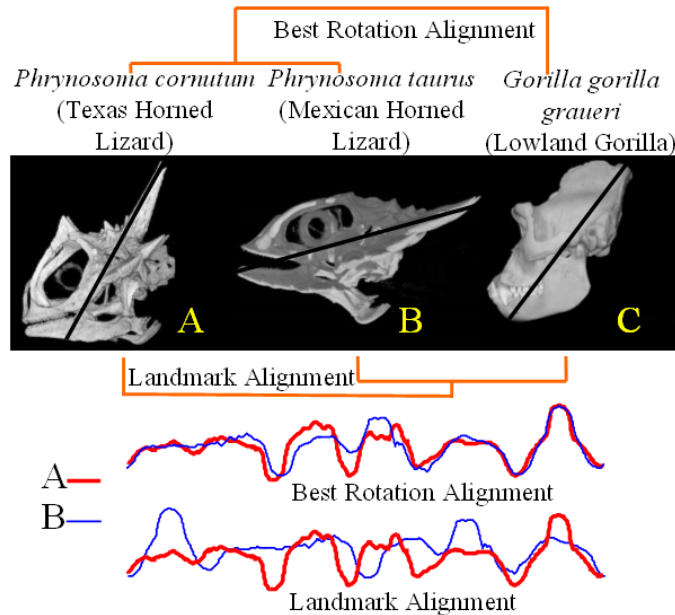 Best Rotation Alignment
Phrynosoma cornutum
(Texas Horned
Lizard)
Phrynosoma taurus
(Mexican Horned
Lizard)
Gorilla gorilla
graueri
(Lowland Gorilla)
A
B
C
Landmark Alignment
A
B
Best Rotation Alignment
Landmark Alignment